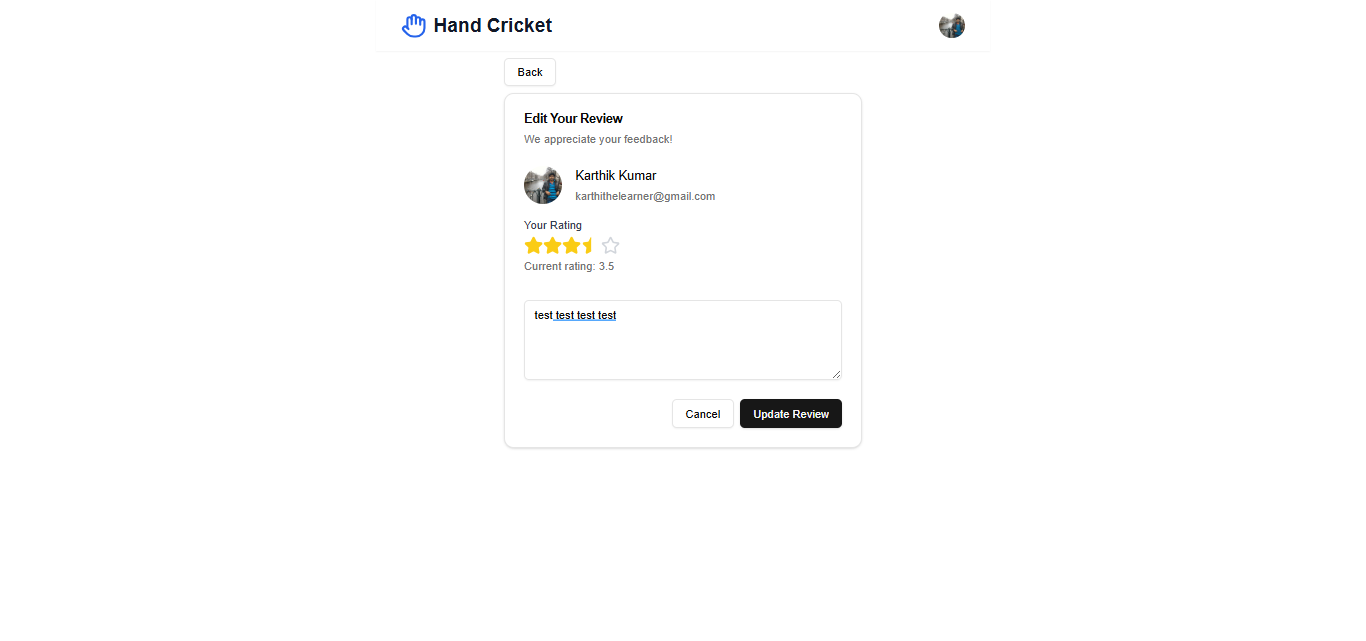 Hand Cricket
Back
Edit Your Review
We appreciate your feedback!
Karthik Kumar
karthithelearner@gmail.com
Your Rating
Current rating: 3.5
test test test test
Cancel
Update Review